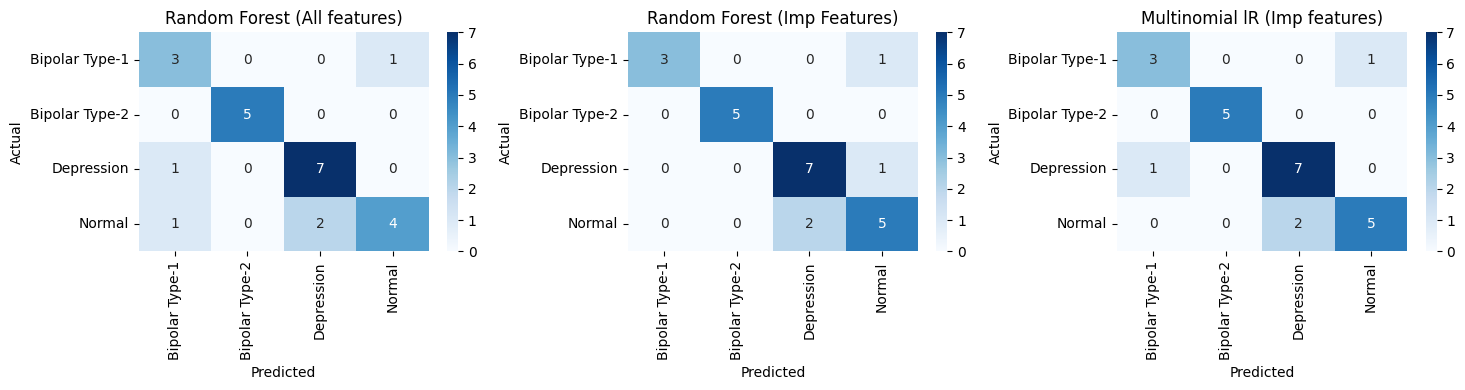 Random Forest (All features)
Actual
Bipolar Type-1 3 0 0 1
Bipolar Type-2 0 5 0 0
Depression 1 0 7 0
Normal 1 0 2 4
Bipolar Type-1 Bipolar Type-2 Depression Normal
Predicted
7
6
5
4
3
2
1
0
Random Forest (Imp Features)
Actual
Bipolar Type-1 3 0 0 1
Bipolar Type-2 0 5 0 0
Depression 0 0 7 1
Normal 0 0 2 5
Bipolar Type-1 Bipolar Type-2 Depression Normal
Predicted
7
6
5
4
3
2
1
0
Multinomial lR (Imp features)
Actual
Bipolar Type-1 3 0 0 1
Bipolar Type-2 0 5 0 0
Depression 1 0 7 0
Normal 0 0 2 5
Bipolar Type-1 Bipolar Type-2 Depression Normal
Predicted
7
6
5
4
3
2
1
0